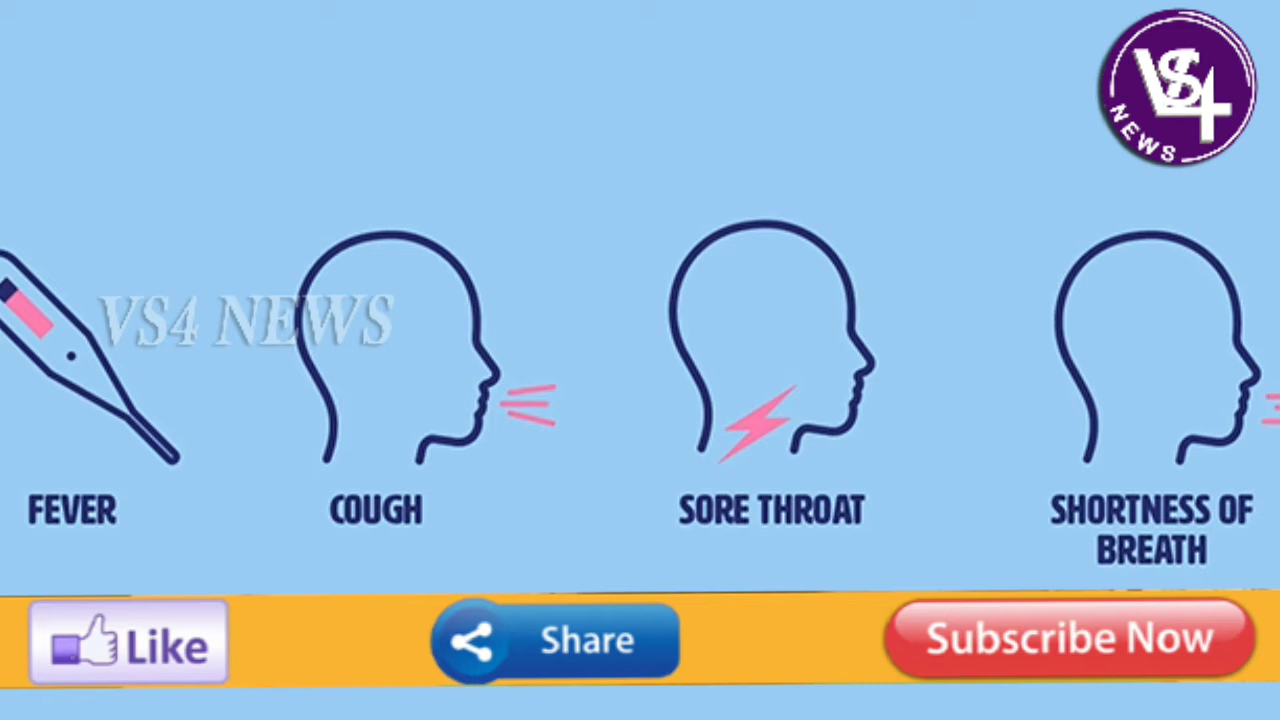 VS4
NEWS
VS4 NEWS
FEVER
COUGH
SORE THROAT
SHORTNESS OF
BREATH
Like
Share
Subscribe Now